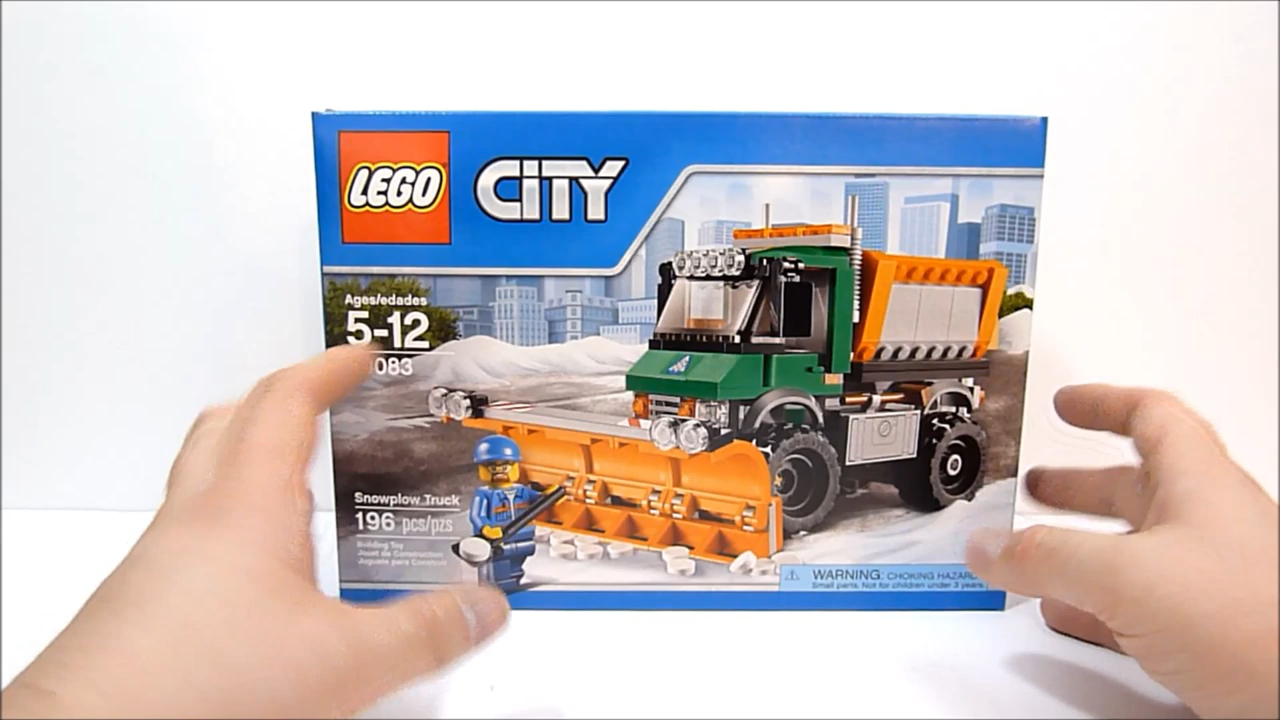 LEGO CITY
Ages/edades
5-12
083
Snowplow Truck
196 pcs/pzs
Building Toy
Jouet de Construction
Juguete para Construir
WARNING: CHOKING HAZARD
Small parts. Not for children under 3 years.